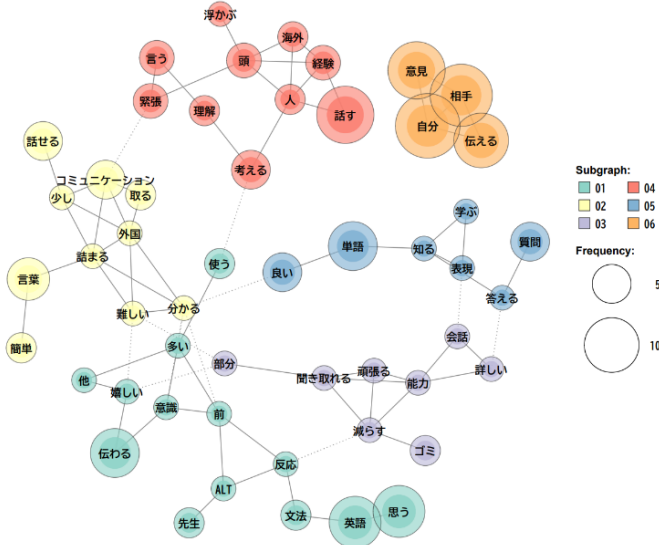 浮かぶ
海外
言う
頭
経験
意見
緊張
理解
人
話す
相手
自分
伝える
話せる
考える
コミュニケーション
少し
取る
外国
詰まる
使う
学ぶ
単語
知る
質問
良い
表現
言葉
答える
難しい
分かる
簡単
多い
部分
会話
他
嬉しい
聞き取れる
頑張る
能力
詳しい
意識
前
減らす
伝わる
反応
ゴミ
ALT
先生
文法
英語
思う
Subgraph:
01
04
02
05
03
06
Frequency:
5
10